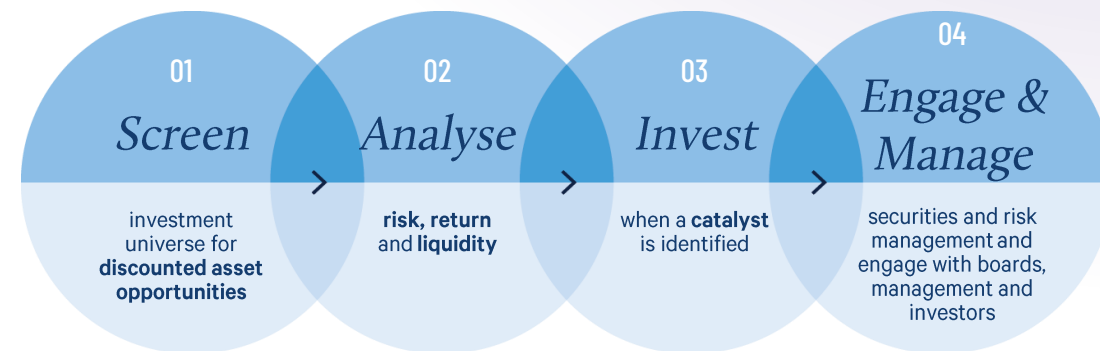 01
Screen
investment
universe for
discounted asset
opportunities
02
Analyse
risk, return
and liquidity
03
Invest
when a catalyst
is identified
04
Engage &
Manage
securities and risk
management and
engage with boards,
management and
investors